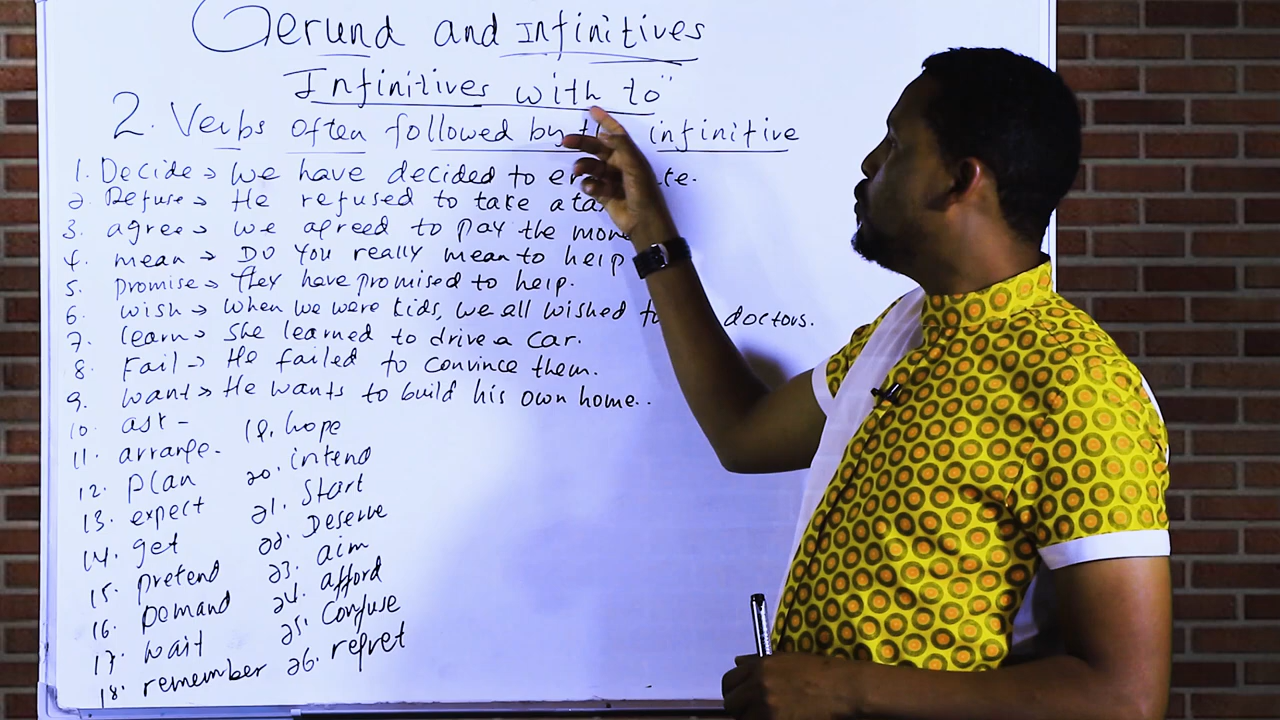 Gerund and Infinitives
Infinitives with to"
2. Verbs often followed by infinitive
1. Decide → We have decided to
2. Refuse → He refused to take a
3. agree → we agreed to pay the
4. mean → Do you really mean to help
5. promise → They have promised to help.
6. wish → When we were kids, we all wished doctors.
7. learn → She learned to drive a car.
8. Fail → He failed to convince them.
9. want → He wants to build his own home..
10. ask -
11. arrange -
12. plan
13. expect
14. get
15. pretend
16. Demand
17. wait
18. remember
19. hope
20. intend
21. Start
22. Deserve
23. aim
24. afford
25. Confuse
26. regret